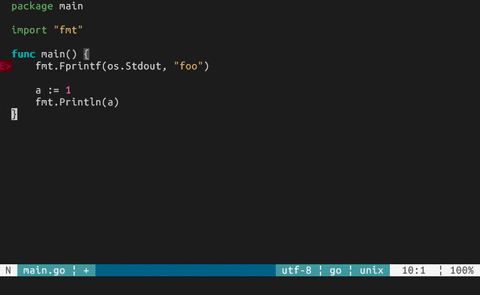 package main
import "fmt"
func main() {
E> fmt.Fprintf(os.Stdout, "foo")
a := 1
fmt.Println(a)
}
N main.go ¦ + utf-8 ¦ go ¦ unix 10:1 ¦ 100%